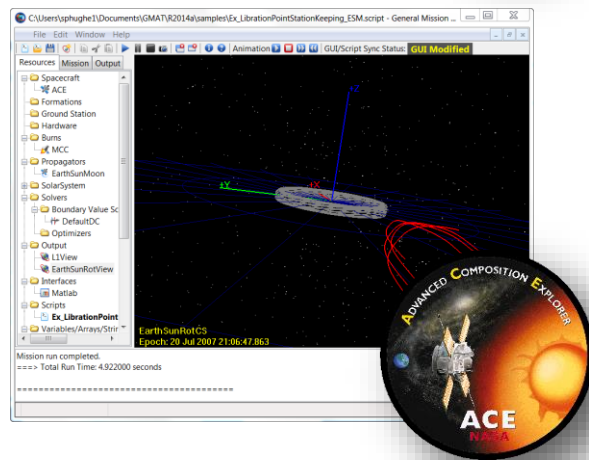 C:\Users\sphughe1\Documents\GMAT\R2014a\samples\Ex_LibrationPointStationKeeping_ESM.script - General Mission ...
File Edit Window Help
Animation GUI/Script Sync Status: GUI Modified
Resources Mission Output
Spacecraft
ACE
Formations
Ground Station
Hardware
Burns
MCC
Propagators
EarthSunMoon
SolarSystem
Solvers
Boundary Value Sc
DefaultDC
Optimizers
Output
L1View
EarthSunRotView
Interfaces
Matlab
Scripts
Ex_LibrationPoint
Variables/Arrays/Strir
+Z
+X
+Y
EarthSunRotCS
Epoch: 20 Jul 2007 21:06:47.863
Mission run completed.
===> Total Run Time: 4.922000 seconds
========================================
ADVANCED COMPOSITION EXPLORER
ACE
NASA